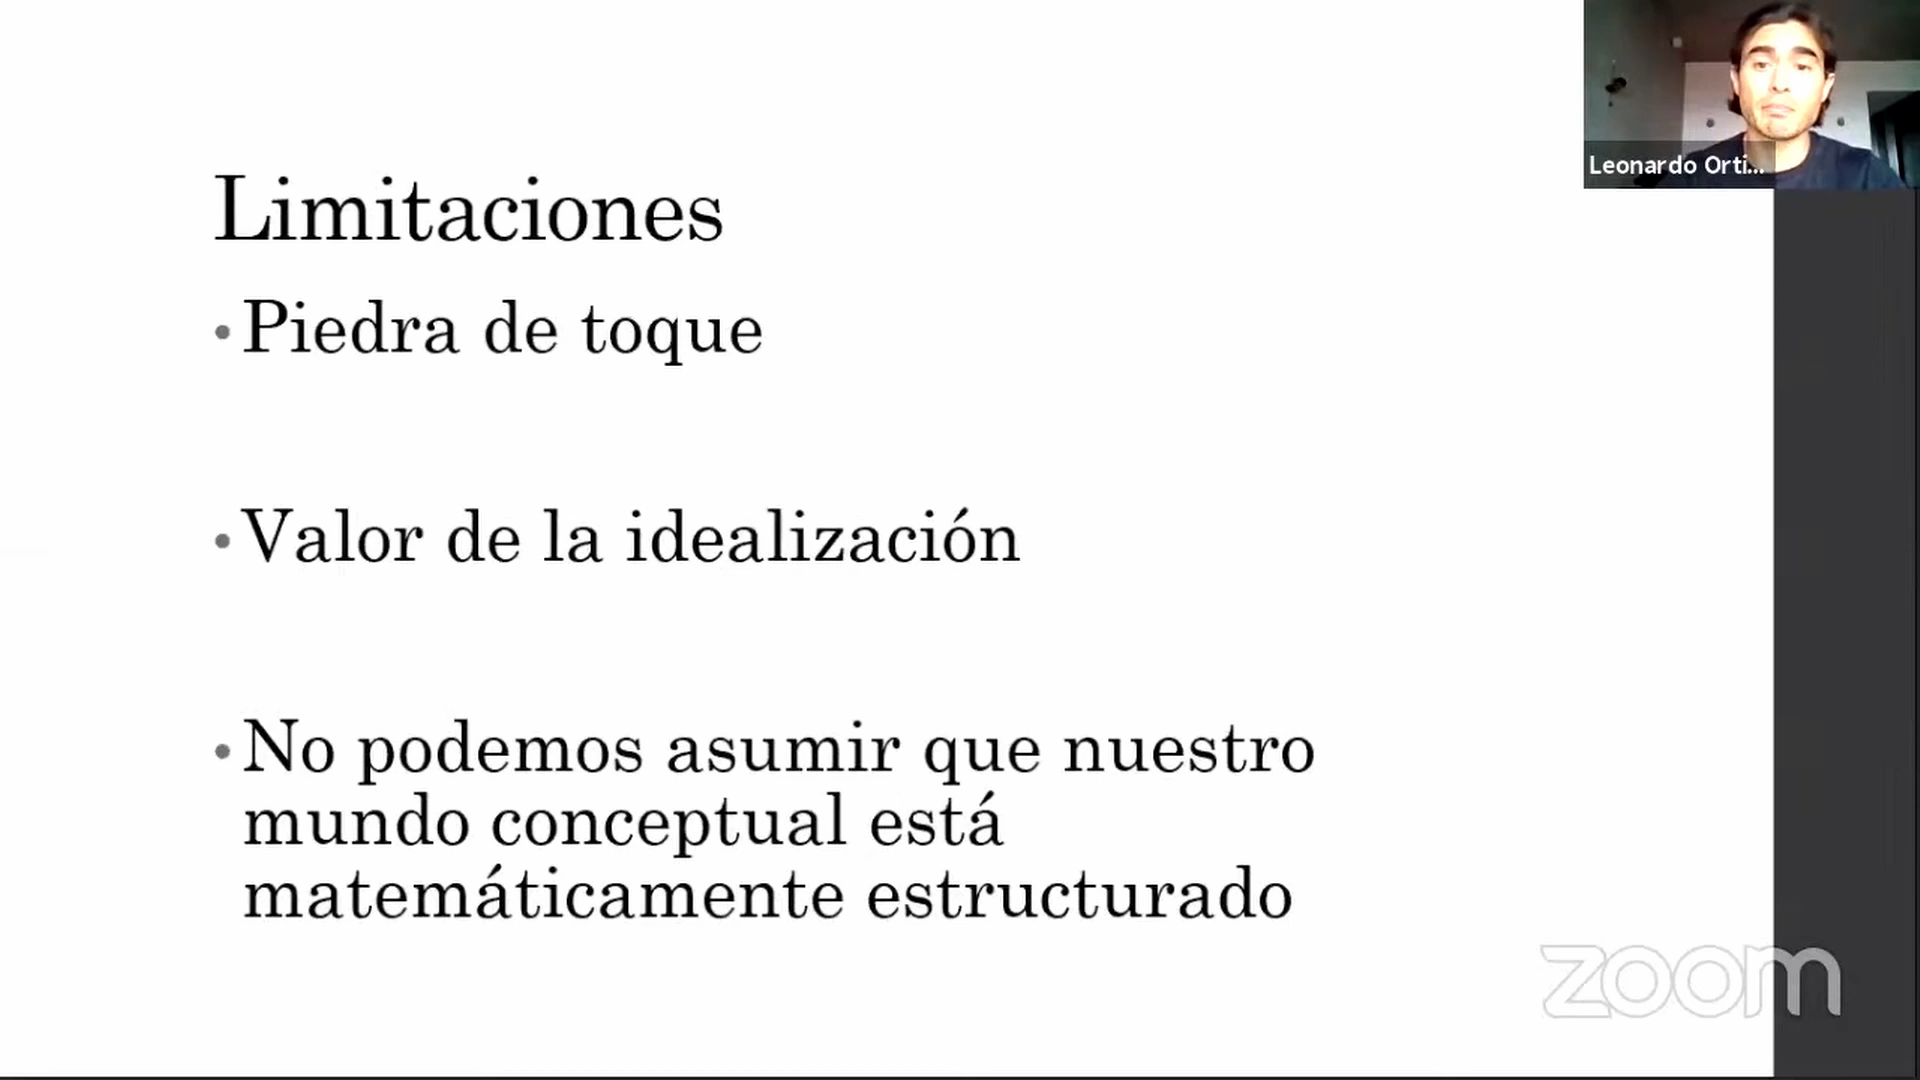 Leonardo Orti...
Limitaciones
• Piedra de toque
• Valor de la idealización
• No podemos asumir que nuestro
mundo conceptual está
matemáticamente estructurado
zoom